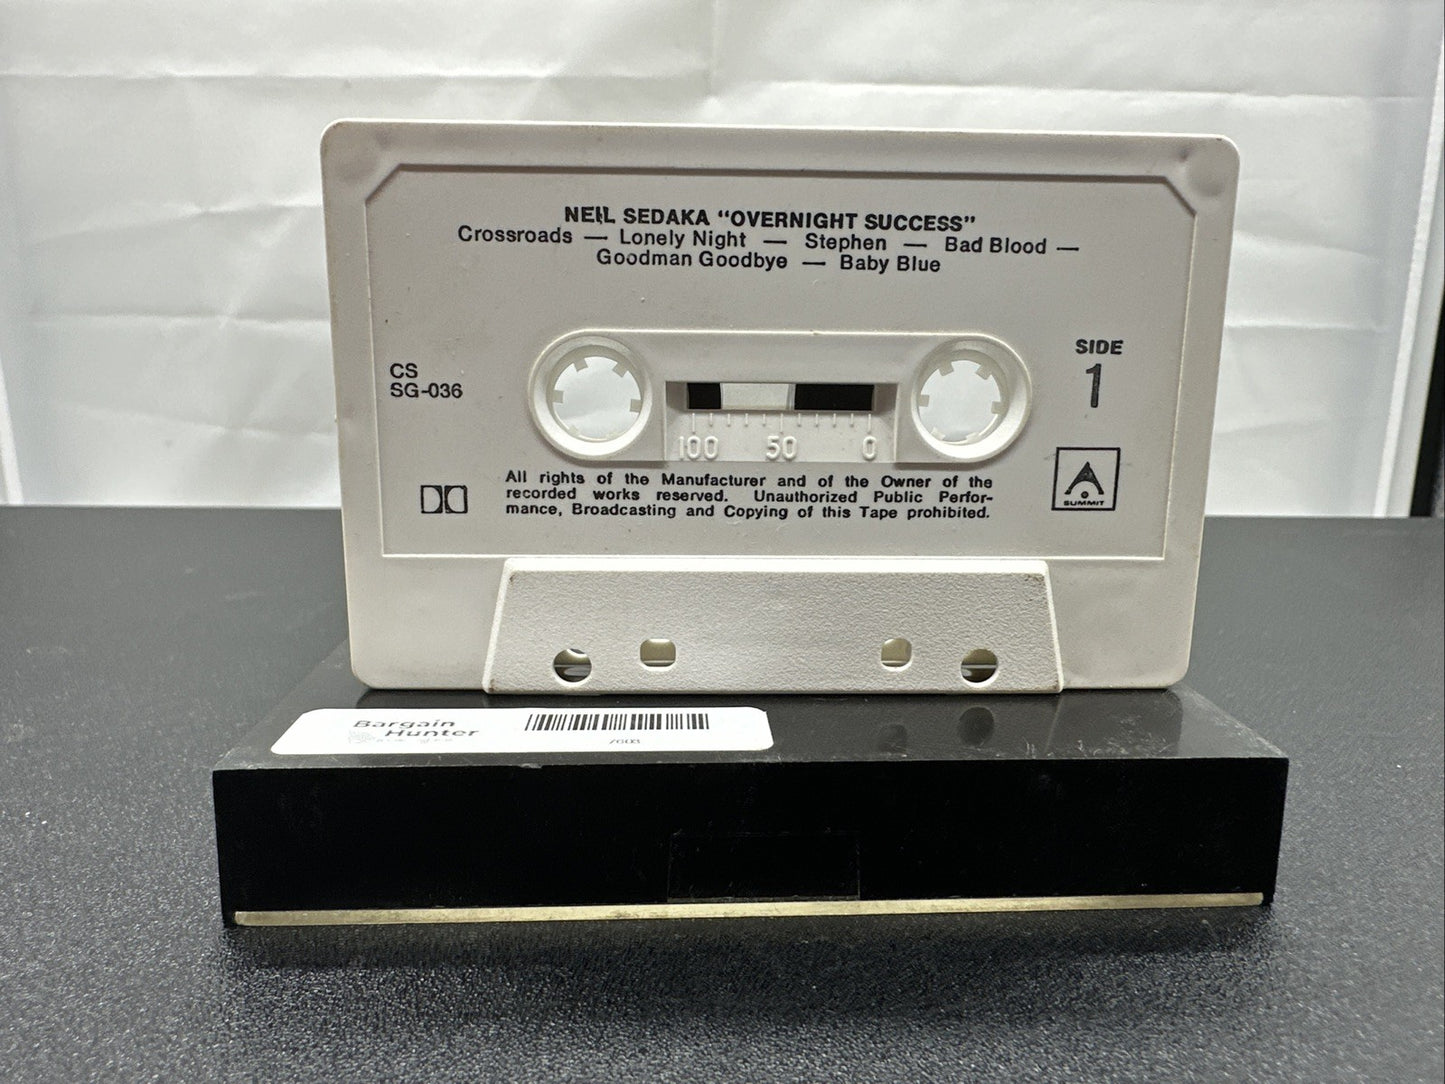 NEIL SEDAKA “OVERNIGHT SUCCESS”
Crossroads — Lonely Night — Stephen — Bad Blood —
Goodman Goodbye — Baby Blue
CS
SG-036
SIDE
1
100 50 0
All rights of the Manufacturer and of the Owner of the
recorded works reserved. Unauthorized Public Perfor-
mance, Broadcasting and Copying of this Tape prohibited.
SUMMIT
Bargain
Hunter
7603